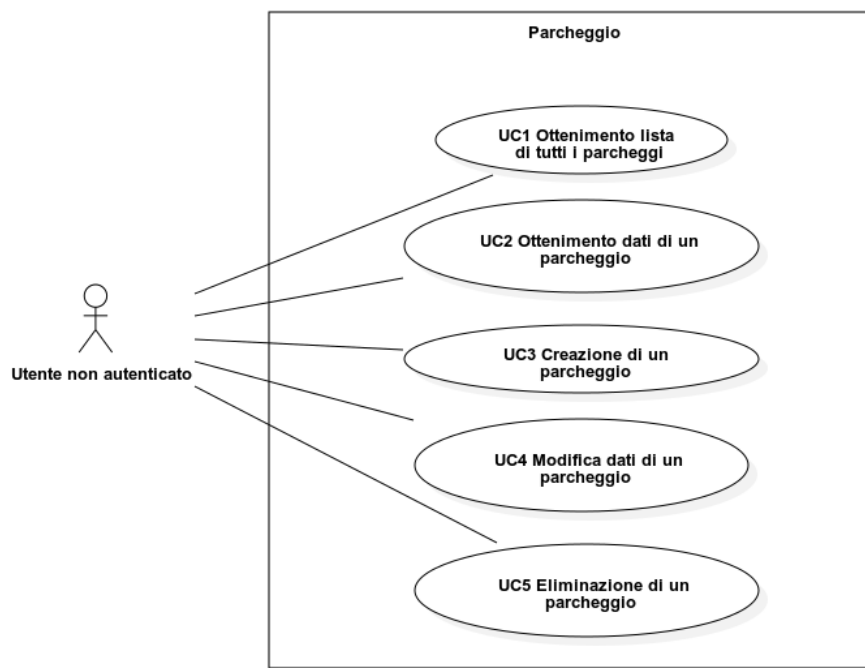 Parcheggio
UC1 Ottenimento lista
di tutti i parcheggi
UC2 Ottenimento dati di un
parcheggio
UC3 Creazione di un
parcheggio
Utente non autenticato
UC4 Modifica dati di un
parcheggio
UC5 Eliminazione di un
parcheggio